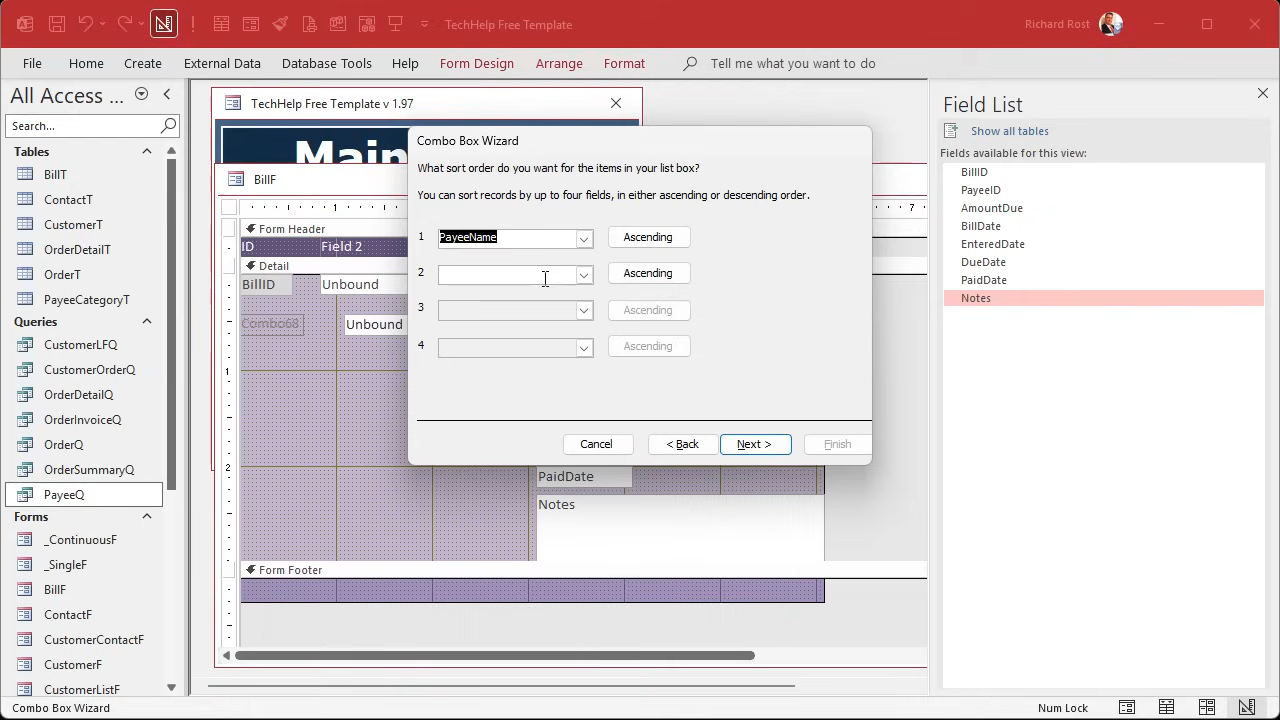 TechHelp Free Template
Richard Rost
File
Home
Create
External Data
Database Tools
Help
Form Design
Arrange
Format
Tell me what you want to do
All Access ...
Search...
Tables
BillT
ContactT
CustomerT
OrderDetailT
OrderT
PayeeCategoryT
Queries
CustomerLFQ
CustomerOrderQ
OrderDetailQ
OrderInvoiceQ
OrderQ
OrderSummaryQ
PayeeQ
Forms
_ContinuousF
_SingleF
BillF
ContactF
CustomerContactF
CustomerF
CustomerListF
TechHelp Free Template v 1.97
Main
BillF
1
7
Form Header
ID
Field 2
Detail
BillID
Unbound
Combo68
Unbound
1
2
PaidDate
Notes
Form Footer
Combo Box Wizard
What sort order do you want for the items in your list box?
You can sort records by up to four fields, in either ascending or descending order.
1
PayeeName
Ascending
2
Ascending
3
Ascending
4
Ascending
Cancel
< Back
Next >
Finish
Field List
Show all tables
Fields available for this view:
BillID
PayeeID
AmountDue
BillDate
EnteredDate
DueDate
PaidDate
Notes
Combo Box Wizard
Num Lock